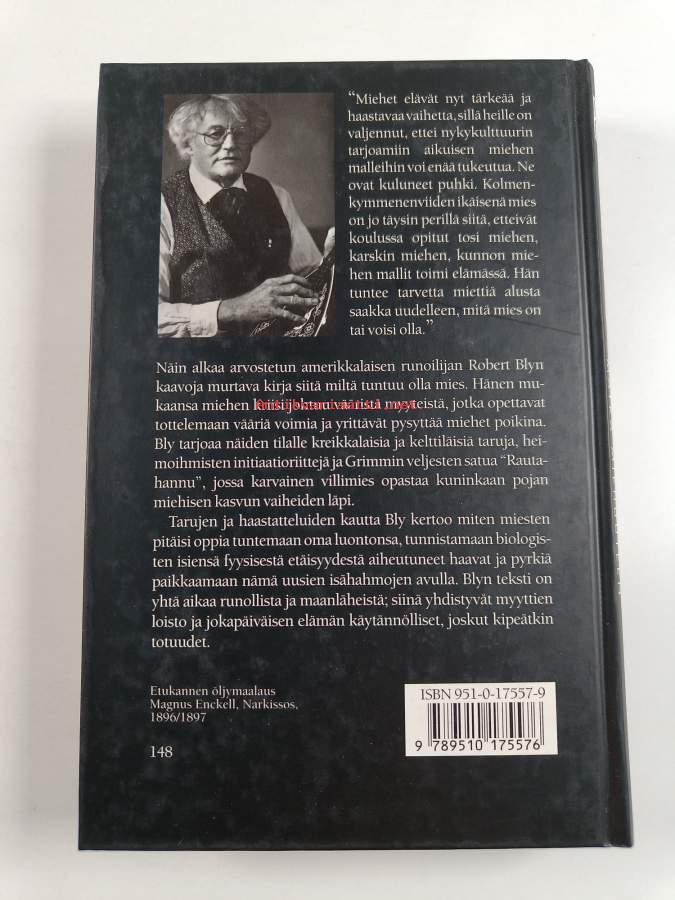 “Miehet elävät nyt tärkeää ja
haastavaa vaihetta, sillä heille on
valjennut, ettei nykykulttuurin
tarjoamiin aikuisen miehen
malleihin voi enää tukeutua. Ne
ovat kuluneet puhki. Kolmen-
kymmenenviiden ikäisenä mies
on jo täysin perillä siitä, etteivät
koulussa opitut tosi miehen,
karskin miehen, kunnon mie-
hen mallit toimi elämässä. Hän
tuntee tarvetta miettiä alusta
saakka uudelleen, mitä mies on
tai voisi olla.”
Näin alkaa arvostetun amerikkalaisen runoilijan Robert Blyn
kaavoja murtava kirja siitä miltä tuntuu olla mies. Hänen mu-
kaansa miehen kriisi johtuu vääristä myyteistä, jotka opettavat
tottelemaan vääriä voimia ja yrittävät pysyttää miehet poikina.
Bly tarjoaa näiden tilalle kreikkalaisia ja kelttiläisiä taruja, hei-
moihmisten initiaatioriittejä ja Grimmin veljesten satua “Rauta-
hannu”, jossa karvainen villimies opastaa kuninkaan pojan
miehisen kasvun vaiheiden läpi.
Tarujen ja haastatteluiden kautta Bly kertoo miten miesten
pitäisi oppia tuntemaan oma luontonsa, tunnistamaan biologis-
ten isiensä fyysisestä etäisyydestä aiheutuneet haavat ja pyrkiä
paikkaamaan nämä uusien isähahmojen avulla. Blyn teksti on
yhtä aikaa runollista ja maanläheistä; siinä yhdistyvät myyttien
loisto ja jokapäiväisen elämän käytännölliset, joskus kipeätkin
totuudet.
Etukannen öljymaalaus
Magnus Enckell, Narkissos,
1896/1897
148
ISBN 951-0-17557-9
9 789510 175576